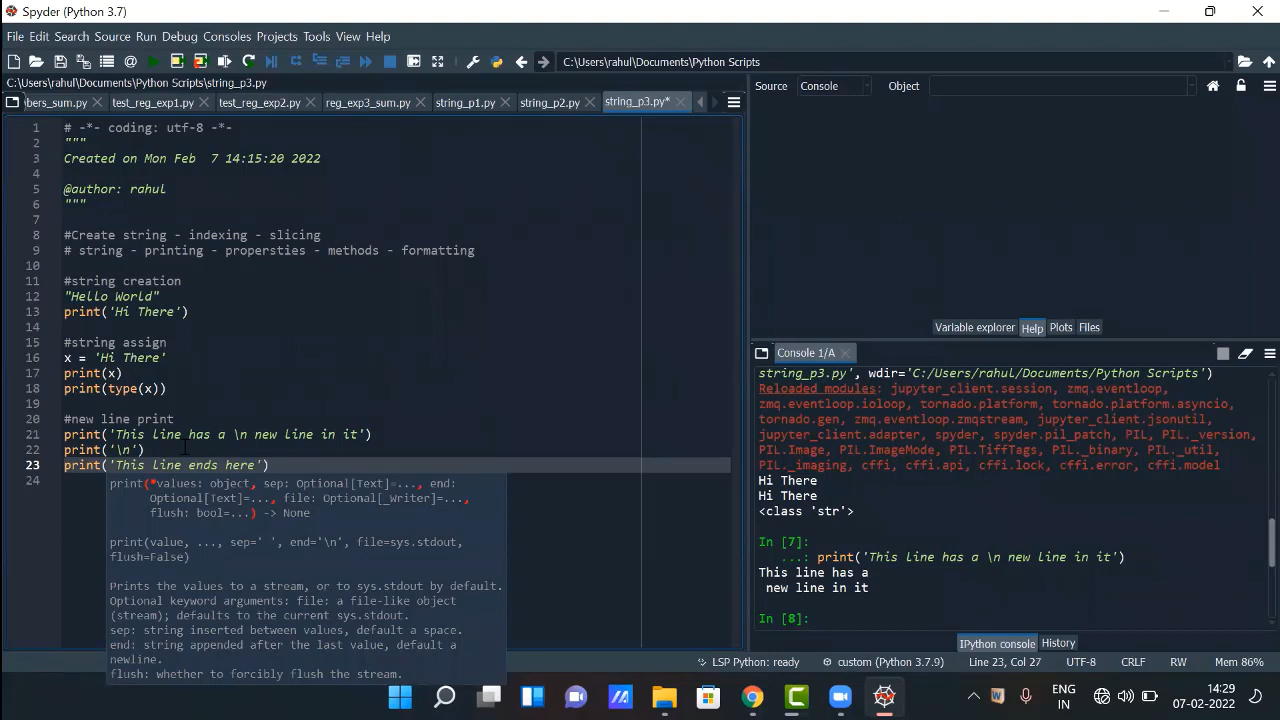 Spyder (Python 3.7)
File Edit Search Source Run Debug Consoles Projects Tools View Help
C:\Users\rahul\Documents\Python Scripts
C:\Users\rahul\Documents\Python Scripts\string_p3.py
bers_sum.py test_reg_exp1.py test_reg_exp2.py reg_exp3_sum.py string_p1.py string_p2.py string_p3.py*
1 # -*- coding: utf-8 -*-
2 """
3 Created on Mon Feb  7 14:15:20 2022
4
5 @author: rahul
6 """
7
8 #Create string - indexing - slicing
9 # string - printing - propersties - methods - formatting
10
11 #string creation
12 "Hello World"
13 print('Hi There')
14
15 #string assign
16 x = 'Hi There'
17 print(x)
18 print(type(x))
19
20 #new line print
21 print('This line has a \n new line in it')
22 print('\n')
23 print('This line ends here')
24
print(*values: object, sep: Optional[Text]=..., end:
Optional[Text]=..., file: Optional[_Writer]=...,
flush: bool=...) -> None
print(value, ..., sep=' ', end='\n', file=sys.stdout,
flush=False)
Prints the values to a stream, or to sys.stdout by default.
Optional keyword arguments: file: a file-like object
(stream); defaults to the current sys.stdout.
sep: string inserted between values, default a space.
end: string appended after the last value, default a
newline.
flush: whether to forcibly flush the stream.
Source Console Object
Variable explorer Help Plots Files
Console 1/A
string_p3.py', wdir='C:/Users/rahul/Documents/Python Scripts')
Reloaded modules: jupyter_client.session, zmq.eventloop,
zmq.eventloop.ioloop, tornado.platform, tornado.platform.asyncio,
tornado.gen, zmq.eventloop.zmqstream, jupyter_client.jsonutil,
jupyter_client.adapter, spyder, spyder.pil_patch, PIL, PIL._version,
PIL.Image, PIL.ImageMode, PIL.TiffTags, PIL._binary, PIL._util,
PIL._imaging, cffi, cffi.api, cffi.lock, cffi.error, cffi.model
Hi There
Hi There
<class 'str'>
In [7]:
...: print('This line has a \n new line in it')
This line has a
new line in it
In [8]:
IPython console History
LSP Python: ready custom (Python 3.7.9) Line 23, Col 27 UTF-8 CRLF RW Mem 86%
ENG
IN
14:29
07-02-2022